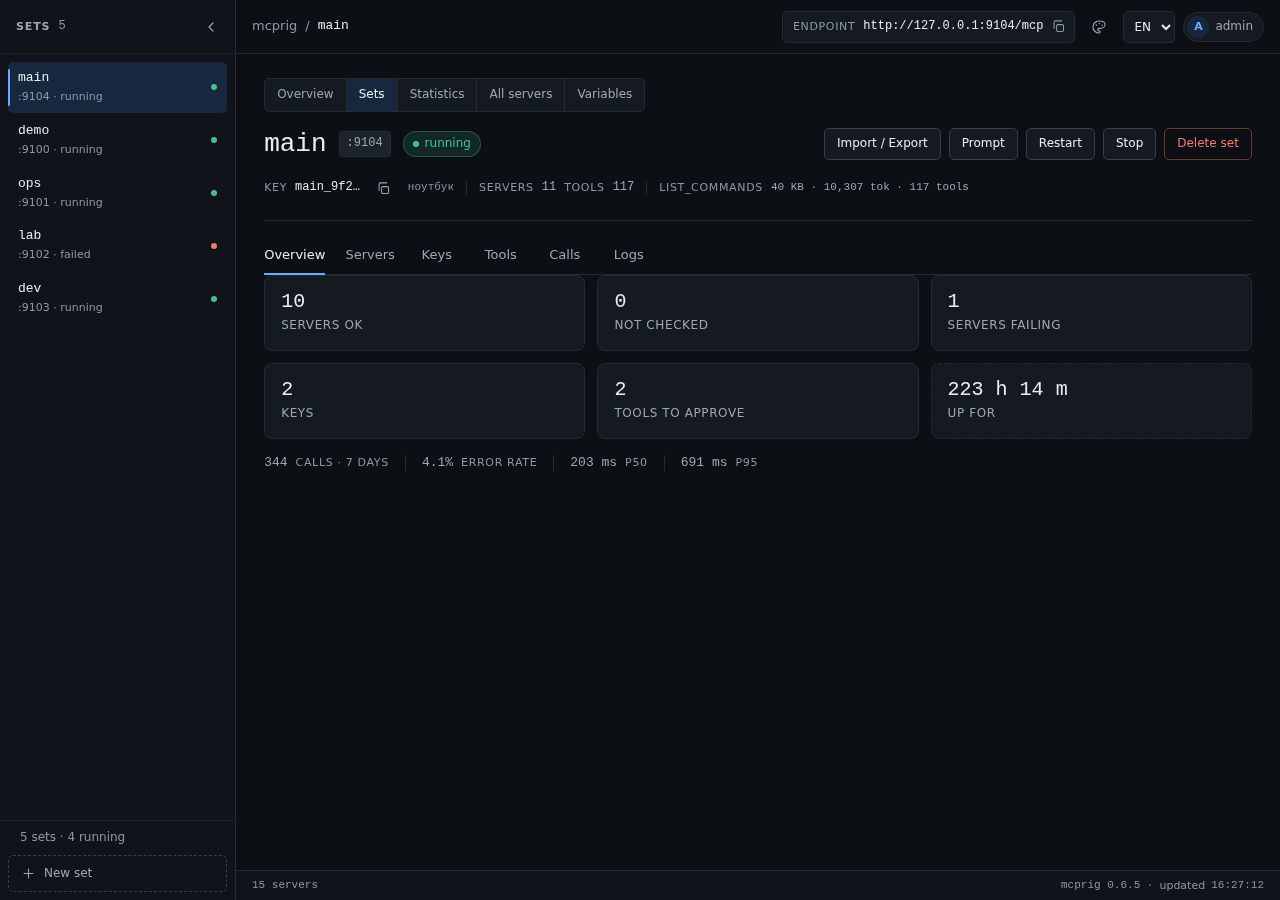 SETS 5
main
:9104 · running
demo
:9100 · running
ops
:9101 · running
lab
:9102 · failed
dev
:9103 · running
5 sets · 4 running
New set
mcprig / main
ENDPOINT http://127.0.0.1:9104/mcp
EN
A admin
Overview Sets Statistics All servers Variables
main :9104 running
Import / Export Prompt Restart Stop Delete set
KEY main_9f2… ноутбук SERVERS 11 TOOLS 117 LIST_COMMANDS 40 KB · 10,307 tok · 117 tools
Overview Servers Keys Tools Calls Logs
10
SERVERS OK
0
NOT CHECKED
1
SERVERS FAILING
2
KEYS
2
TOOLS TO APPROVE
223 h 14 m
UP FOR
344 CALLS · 7 DAYS 4.1% ERROR RATE 203 ms P50 691 ms P95
15 servers
mcprig 0.6.5 · updated 16:27:12